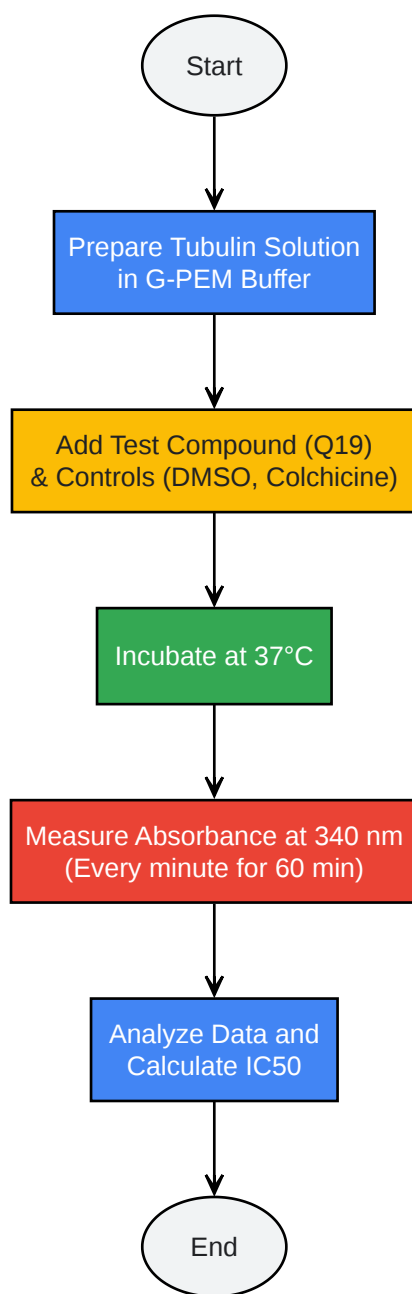 Start
Prepare Tubulin Solution
in G-PEM Buffer
Add Test Compound (Q19)
& Controls (DMSO, Colchicine)
Incubate at 37°C
Measure Absorbance at 340 nm
(Every minute for 60 min)
Analyze Data and
Calculate IC50
End